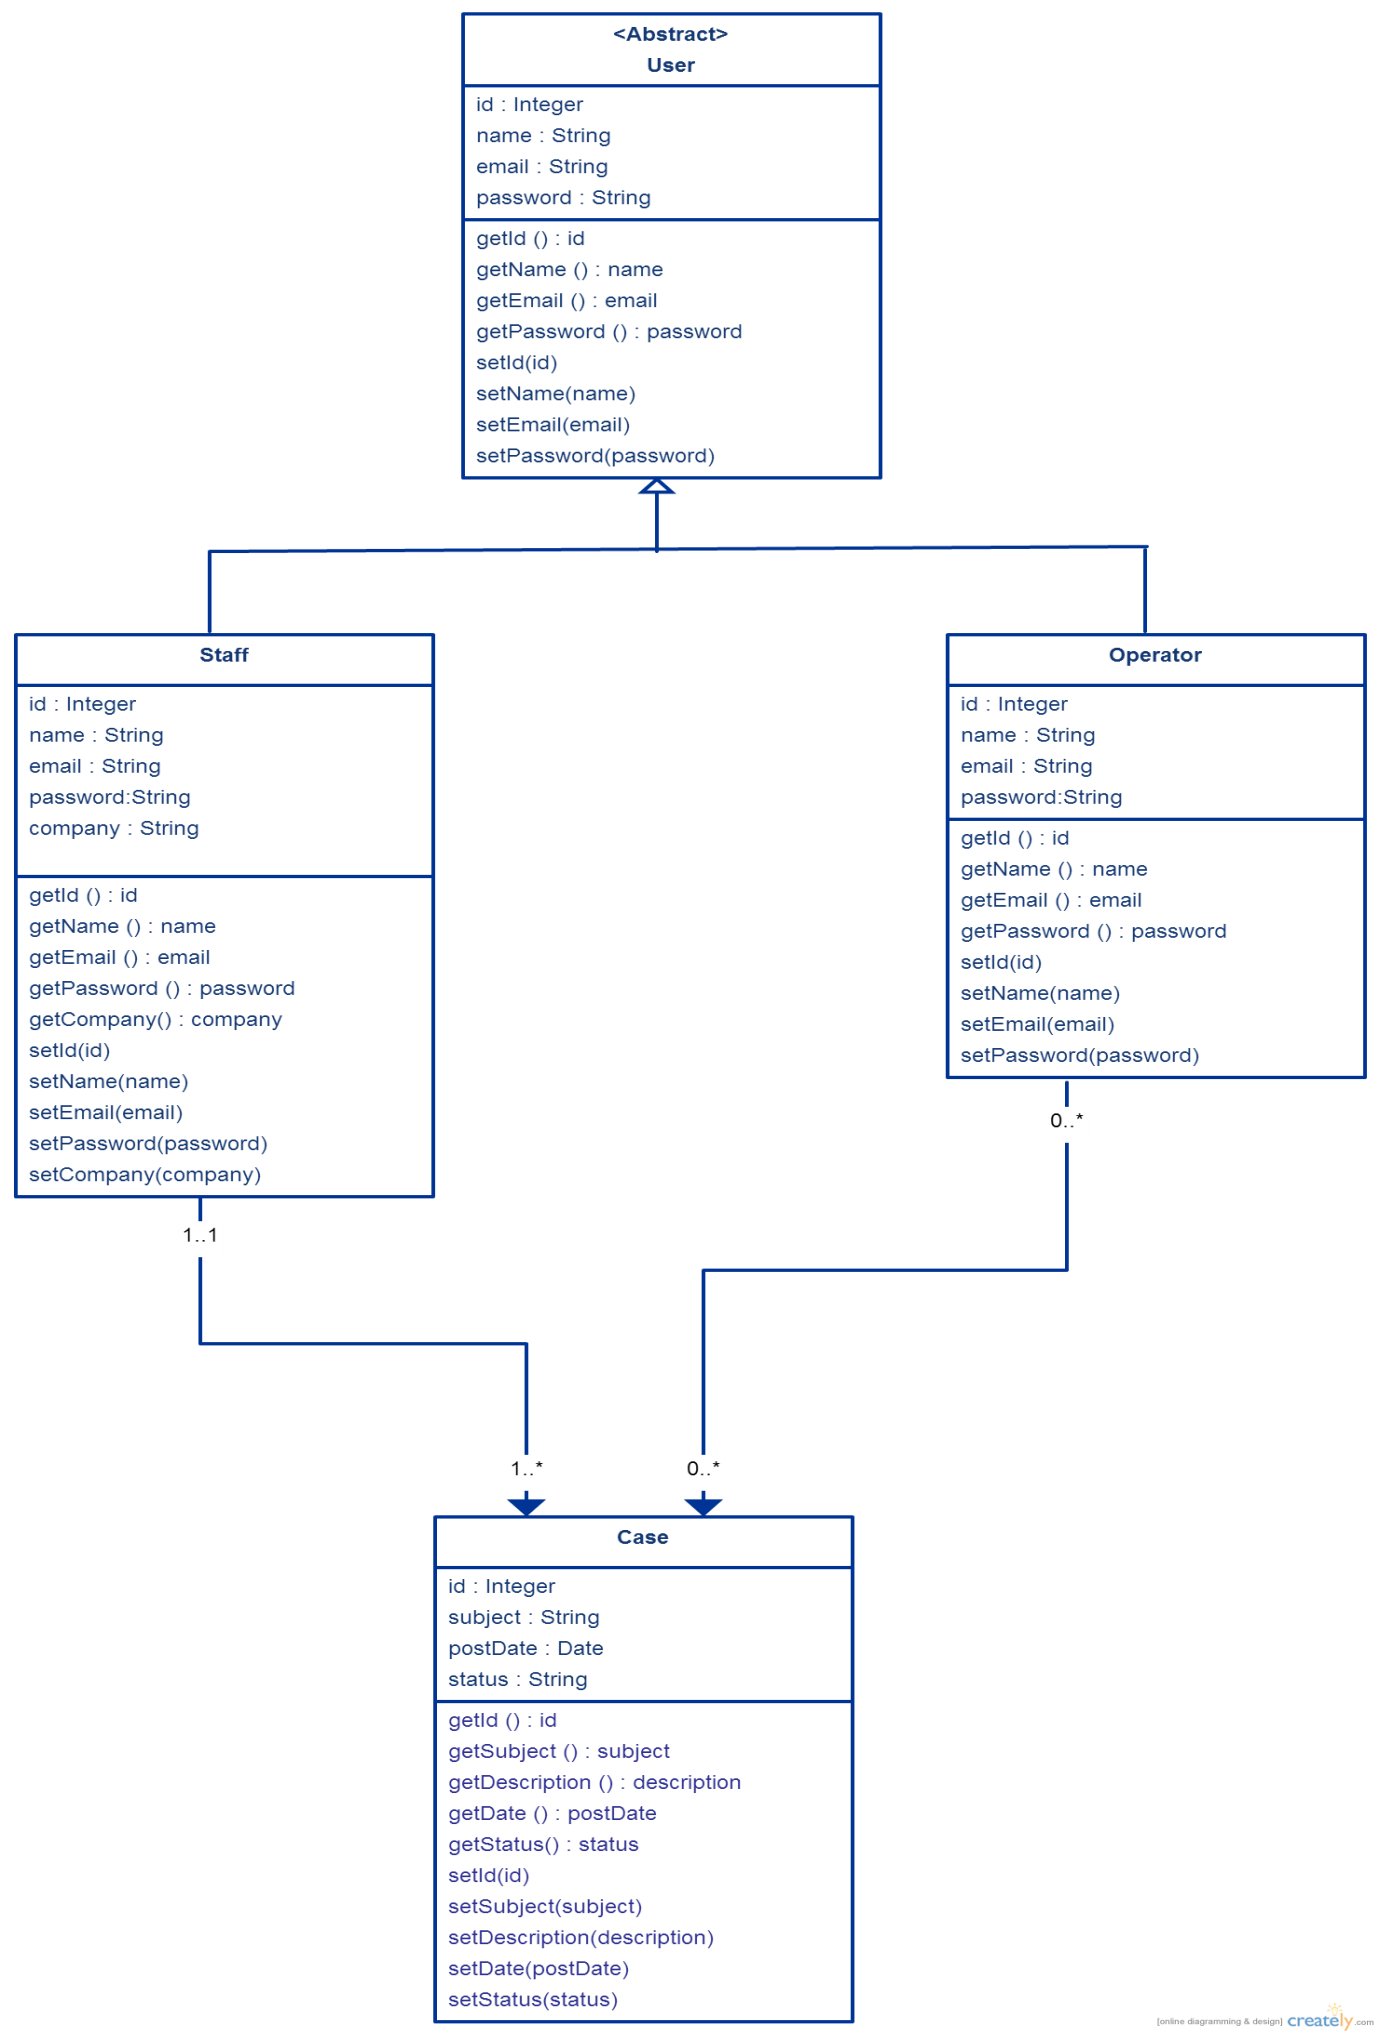 <Abstract>
User
id : Integer
name : String
email : String
password : String
getId () : id
getName () : name
getEmail () : email
getPassword () : password
setId(id)
setName(name)
setEmail(email)
setPassword(password)
Staff
id : Integer
name : String
email : String
password:String
company : String
getId () : id
getName () : name
getEmail () : email
getPassword () : password
getCompany() : company
setId(id)
setName(name)
setEmail(email)
setPassword(password)
setCompany(company)
Operator
id : Integer
name : String
email : String
password:String
getId () : id
getName () : name
getEmail () : email
getPassword () : password
setId(id)
setName(name)
setEmail(email)
setPassword(password)
0..*
1..1
1..*
0..*
Case
id : Integer
subject : String
postDate : Date
status : String
getId () : id
getSubject () : subject
getDescription () : description
getDate () : postDate
getStatus() : status
setId(id)
setSubject(subject)
setDescription(description)
setDate(postDate)
setStatus(status)
[online diagramming & design] creately.com